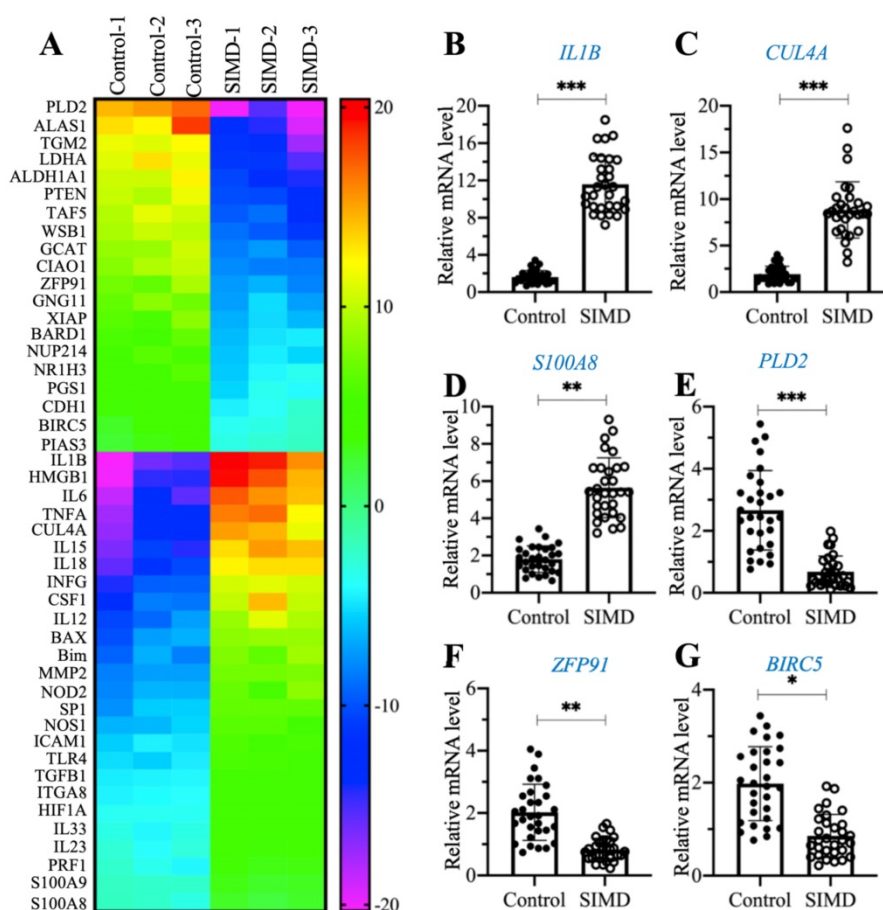 A
Control-1
Control-2
Control-3
SIMD-1
SIMD-2
SIMD-3
PLD2
ALAS1
TGM2
LDHA
ALDH1A1
PTEN
TAF5
WSB1
GCAT
CIAO1
ZFP91
GNG11
XIAP
BARD1
NUP214
NR1H3
PGS1
CDH1
BIRC5
PIAS3
IL1B
HMGB1
IL6
TNFA
CUL4A
IL15
IL18
INFG
CSF1
IL12
BAX
Bim
MMP2
NOD2
SP1
NOS1
ICAM1
TLR4
TGFB1
ITGA8
HIF1A
IL33
IL23
PRF1
S100A9
S100A8
20
10
0
-10
-20
B
IL1B
***
Relative mRNA level
20
16
12
8
4
0
Control SIMD
C
CUL4A
***
Relative mRNA level
20
15
10
5
0
Control SIMD
D
S100A8
**
Relative mRNA level
10
8
6
4
2
0
Control SIMD
E
PLD2
***
Relative mRNA level
6
4
2
0
Control SIMD
F
ZFP91
**
Relative mRNA level
6
4
2
0
Control SIMD
G
BIRC5
*
Relative mRNA level
4
2
0
Control SIMD